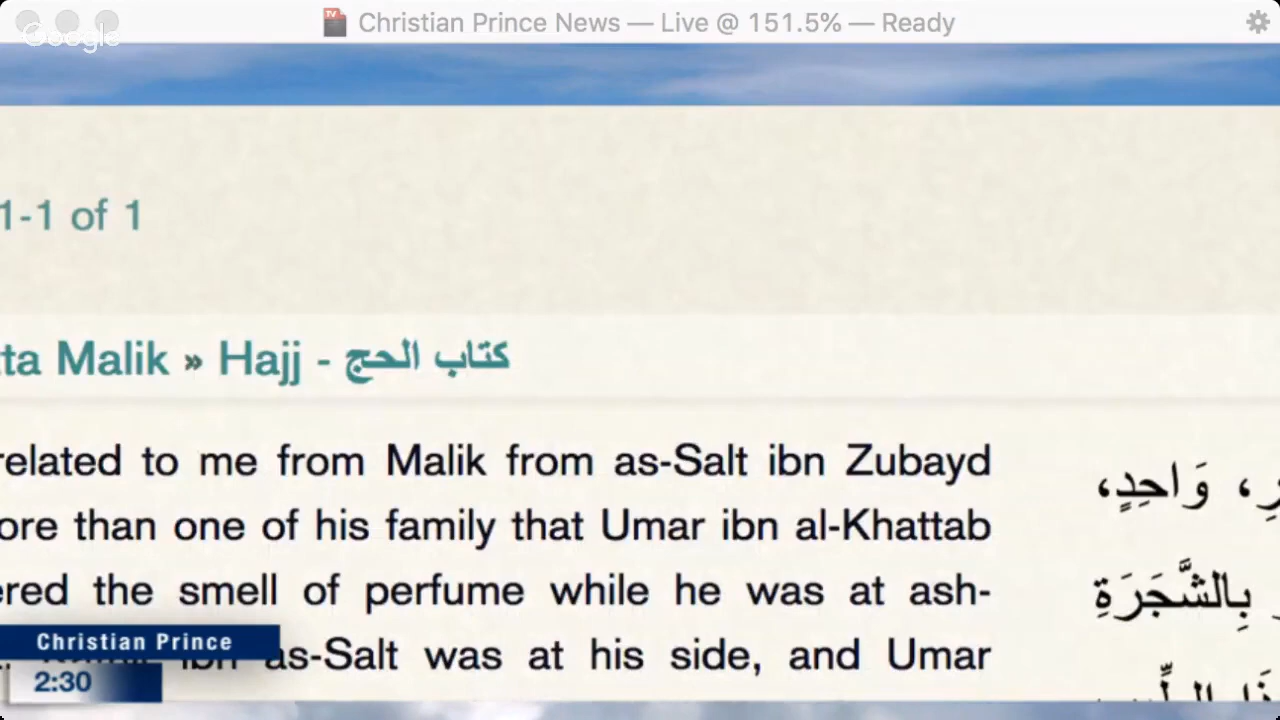 Google
Christian Prince News — Live @ 151.5% — Ready
1-1 of 1
ta Malik » Hajj - كتاب الحج
related to me from Malik from as-Salt ibn Zubayd
ore than one of his family that Umar ibn al-Khattab
ered the smell of perfume while he was at ash-
ibn as-Salt was at his side, and Umar
وَاحِدٍ،
بِالشَّجَرَةِ
Christian Prince
2:30